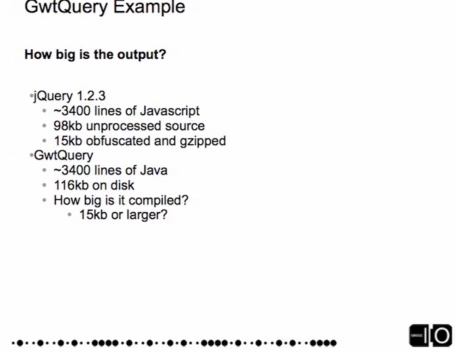 GwtQuery Example
How big is the output?
•jQuery 1.2.3
• ~3400 lines of Javascript
• 98kb unprocessed source
• 15kb obfuscated and gzipped
•GwtQuery
• ~3400 lines of Java
• 116kb on disk
• How big is it compiled?
• 15kb or larger?
IO